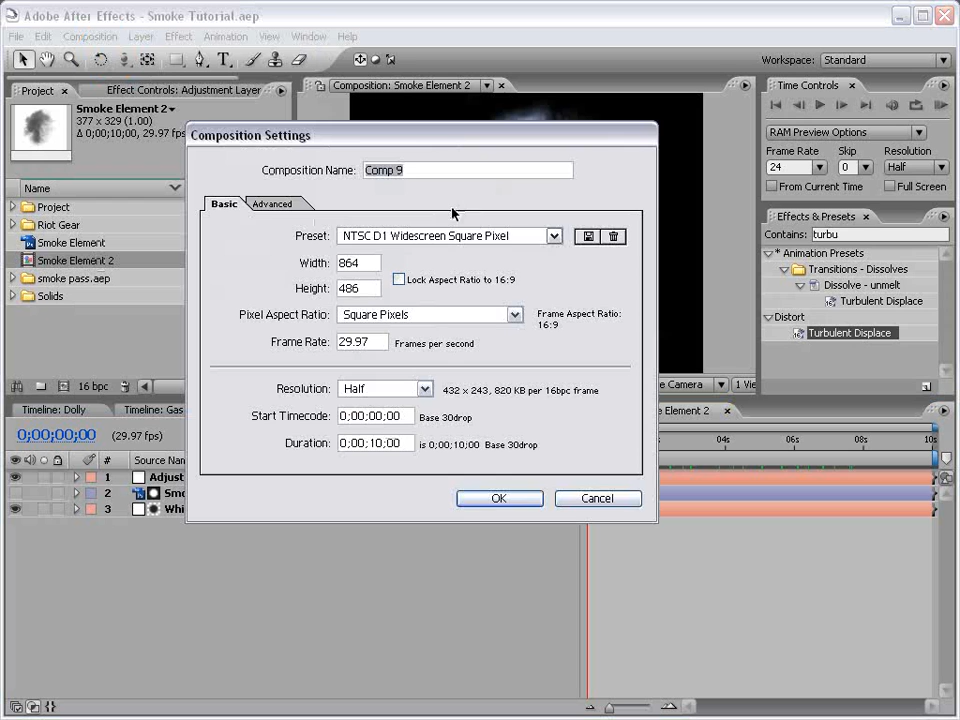 Adobe After Effects - Smoke Tutorial.aep
File Edit Composition Layer Effect Animation View Window Help
Workspace: Standard
Project
Effect Controls: Adjustment Layer
Composition: Smoke Element 2
Time Controls
Smoke Element 2
377 x 329 (1.00)
Δ 0;00;10;00, 29.97 fps
RAM Preview Options
Frame Rate Skip Resolution
24 0 Half
From Current Time Full Screen
Name
Project
Riot Gear
Smoke Element
Smoke Element 2
smoke pass.aep
Solids
Effects & Presets
Contains: turbu
* Animation Presets
Transitions - Dissolves
Dissolve - unmelt
Turbulent Displace
Distort
Turbulent Displace
Composition Settings
Composition Name: Comp 9
Basic Advanced
Preset: NTSC D1 Widescreen Square Pixel
Width: 864
Lock Aspect Ratio to 16:9
Height: 486
Pixel Aspect Ratio: Square Pixels
Frame Aspect Ratio:
16:9
Frame Rate: 29.97 Frames per second
Resolution: Half 432 x 243, 820 KB per 16bpc frame
Start Timecode: 0;00;00;00 Base 30drop
Duration: 0;00;10;00 is 0;00;10;00 Base 30drop
OK Cancel
16 bpc
Camera 1 Vie
Timeline: Dolly Timeline: Gas
Element 2
0;00;00;00 (29.97 fps)
04s 06s 08s 10s
# Source Nam
1 Adjust
2 Smo
3 Whi